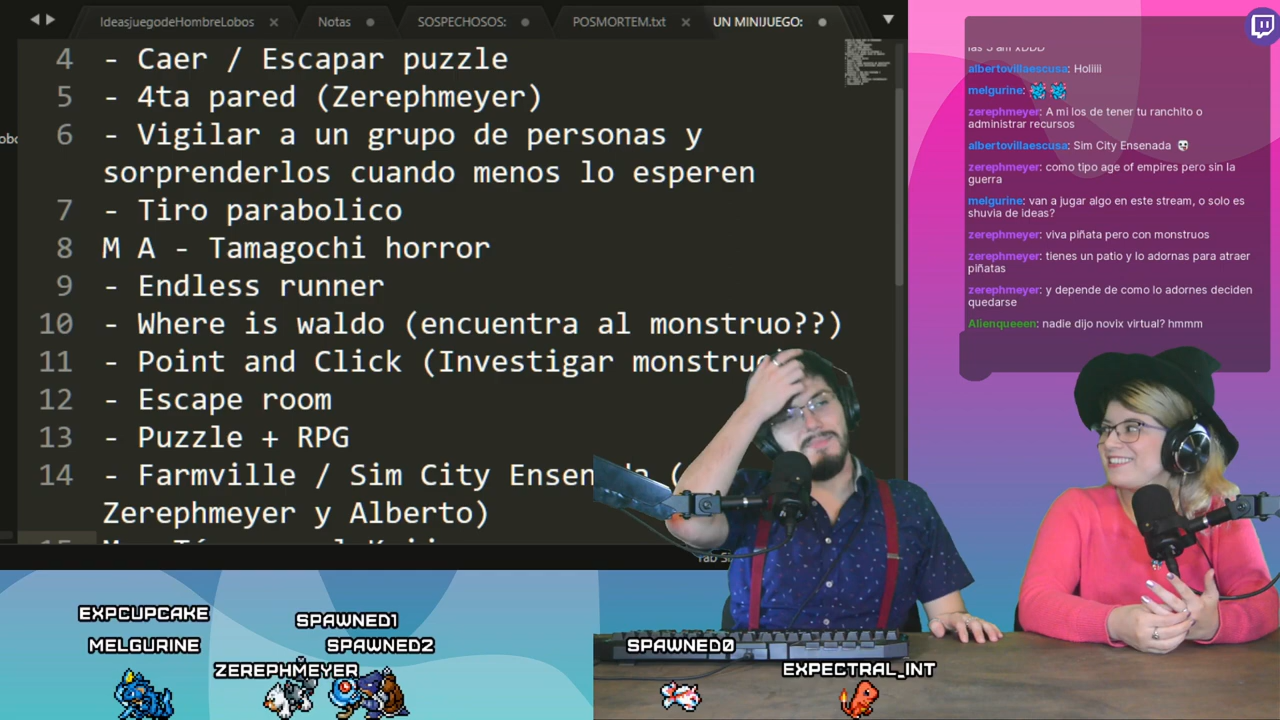 IdeasjuegodeHombreLobos
Notas
SOSPECHOSOS:
POSMORTEM.txt
UN MINIJUEGO:
4 - Caer / Escapar puzzle
5 - 4ta pared (Zerephmeyer)
6 - Vigilar a un grupo de personas y
sorprenderlos cuando menos lo esperen
7 - Tiro parabolico
8 M A - Tamagochi horror
9 - Endless runner
10 - Where is waldo (encuentra al monstruo??)
11 - Point and Click (Investigar
12 - Escape room
13 - Puzzle + RPG
14 - Farmville / Sim City
Zerephmeyer y Alberto)
las 3 am xDDD
albertovillaescusa: Holiiii
melgurine:
zerephmeyer: A mi los de tener tu ranchito o
administrar recursos
albertovillaescusa: Sim City Ensenada
zerephmeyer: como tipo age of empires pero sin la
guerra
melgurine: van a jugar algo en este stream, o solo es
shuvia de ideas?
zerephmeyer: viva piñata pero con monstruos
zerephmeyer: tienes un patio y lo adornas para atraer
piñatas
zerephmeyer: y depende de como lo adornes deciden
quedarse
Alienqueeen: nadie dijo novix virtual? hmmm
EXPCUPCAKE
MELGURINE
SPAWNED1
SPAWNED2
ZEREPHMEYER
SPAWNED0
EXPECTRAL_INT